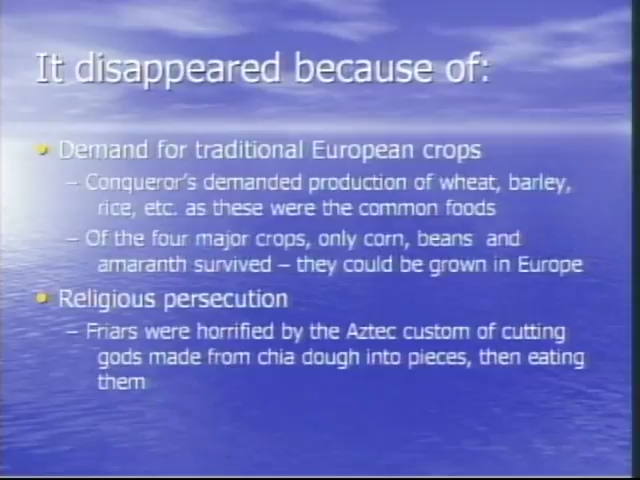 It disappeared because of:
• Demand for traditional European crops
– Conqueror's demanded production of wheat, barley,
rice, etc. as these were the common foods
– Of the four major crops, only corn, beans and
amaranth survived – they could be grown in Europe
• Religious persecution
– Friars were horrified by the Aztec custom of cutting
gods made from chia dough into pieces, then eating
them